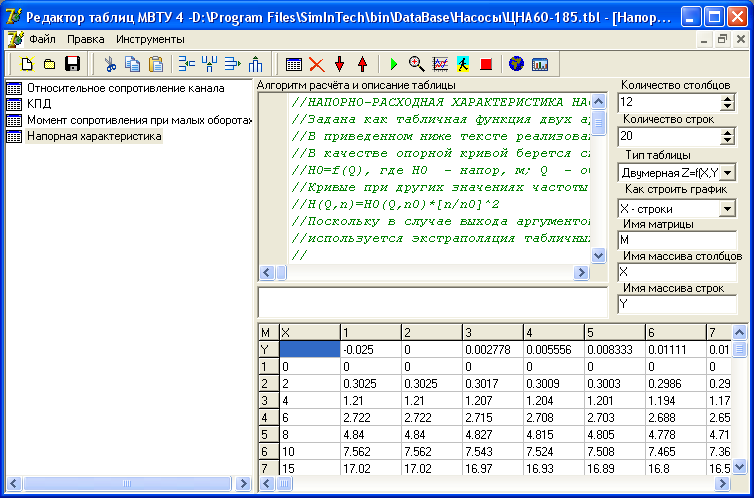 Редактор таблиц МВТУ 4 -D:\Program Files\SimInTech\bin\DataBase\Насосы\ЦНА60-185.tbl - [Напор...
Файл Правка Инструменты
Относительное сопротивление канала
КПД
Момент сопротивления при малых оборотах
Напорная характеристика
Алгоритм расчёта и описание таблицы
//НАПОРНО-РАСХОДНАЯ ХАРАКТЕРИСТИКА НАС
//Задана как табличная функция двух а
//В приведенном ниже тексте реализова
//В качестве опорной кривой берется с
//H0=f(Q), где H0 - напор, м; Q - о
//Кривые при других значениях частоты
//H(Q,n)=H0(Q,n0)*[n/n0]^2
//Поскольку в случае выхода аргументо
//используется экстраполяция табличны
//
Количество столбцов
12
Количество строк
20
Тип таблицы
Двумерная Z=f(X,Y
Как строить график
X - строки
Имя матрицы
M
Имя массива столбцов
X
Имя массива строк
Y
M X 1 2 3 4 5 6 7
Y -0.025 0 0.002778 0.005556 0.008333 0.01111 0.01
1 0 0 0 0 0 0 0 0
2 2 0.3025 0.3025 0.3017 0.3009 0.3003 0.2986 0.29
3 4 1.21 1.21 1.207 1.204 1.201 1.194 1.17
4 6 2.722 2.722 2.715 2.708 2.703 2.688 2.65
5 8 4.84 4.84 4.827 4.815 4.805 4.778 4.71
6 10 7.562 7.562 7.543 7.524 7.508 7.465 7.36
7 15 17.02 17.02 16.97 16.93 16.89 16.8 16.5